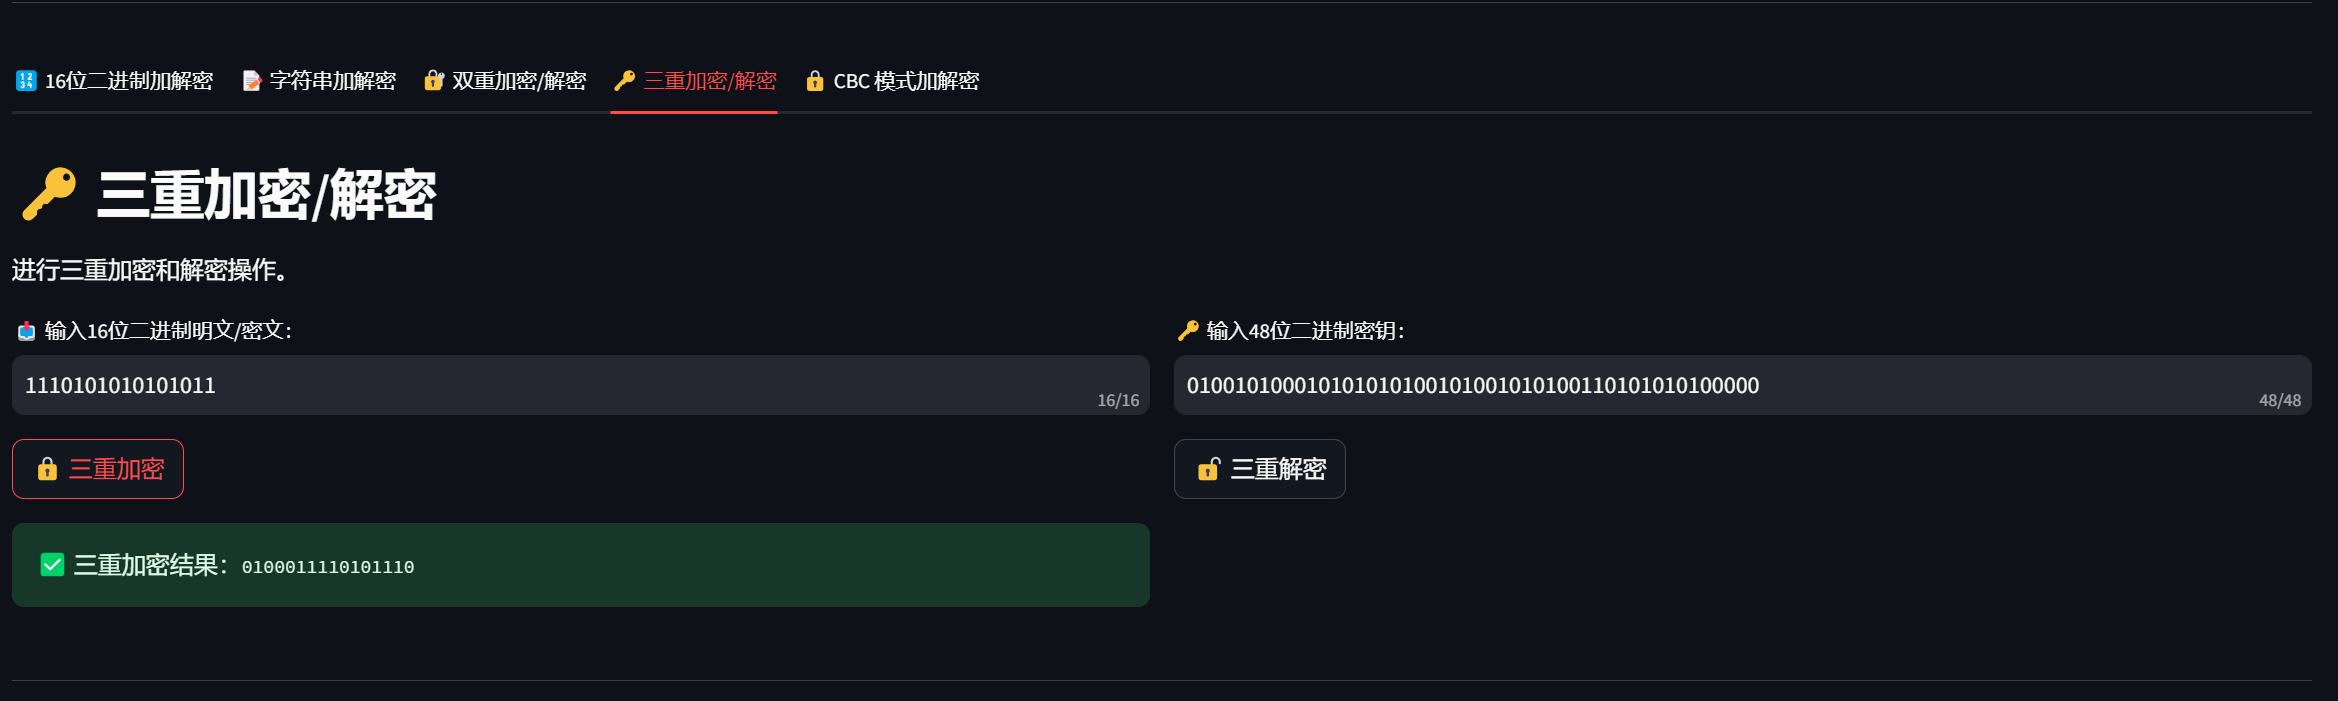 16位二进制加解密 字符串加解密 双重加密/解密 三重加密/解密 CBC 模式加解密
三重加密/解密
进行三重加密和解密操作。
输入16位二进制明文/密文：
1110101010101011
16/16
输入48位二进制密钥：
010010100010101010100101001010100110101010100000
48/48
三重加密
三重解密
三重加密结果：0100011110101110